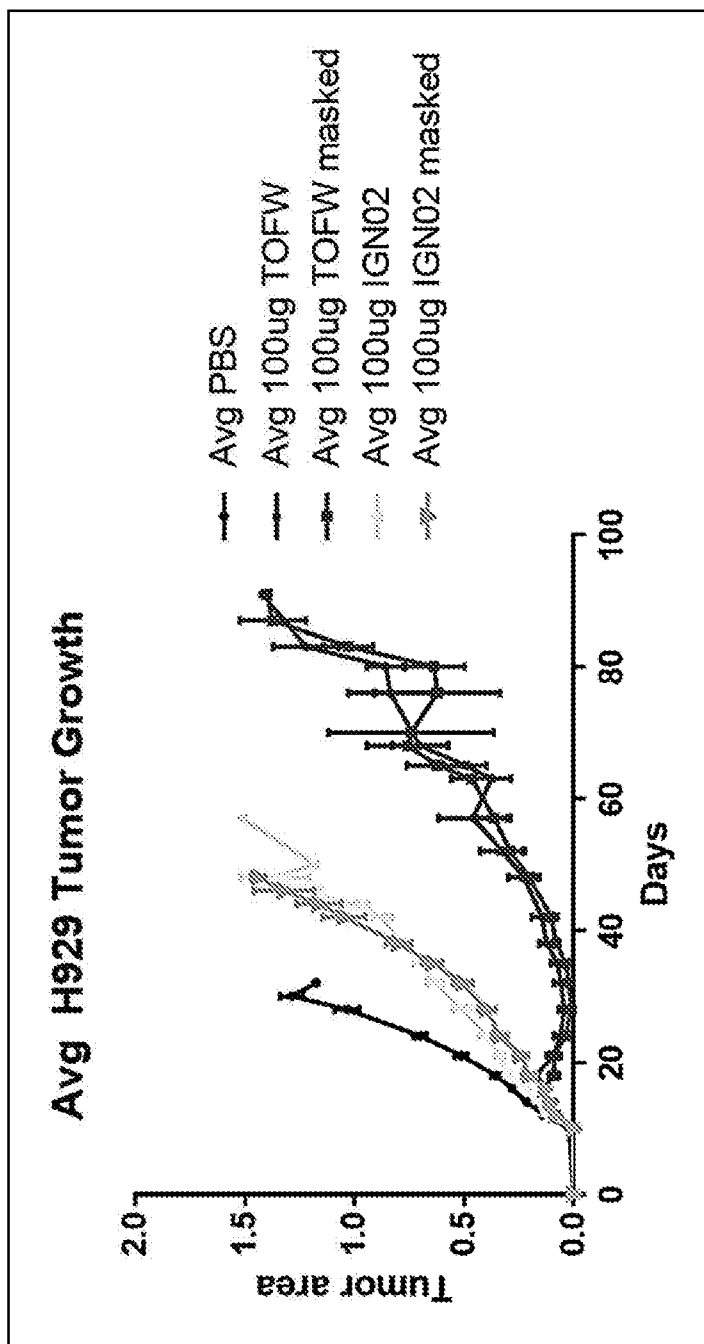 Avg H929 Tumor Growth
Tumor area
2.0
1.5
1.0
0.5
0.0
0
20
40
60
80
100
Days
Avg PBS
Avg 100ug TOFW
Avg 100ug TOFW masked
Avg 100ug IGN02
Avg 100ug IGN02 masked